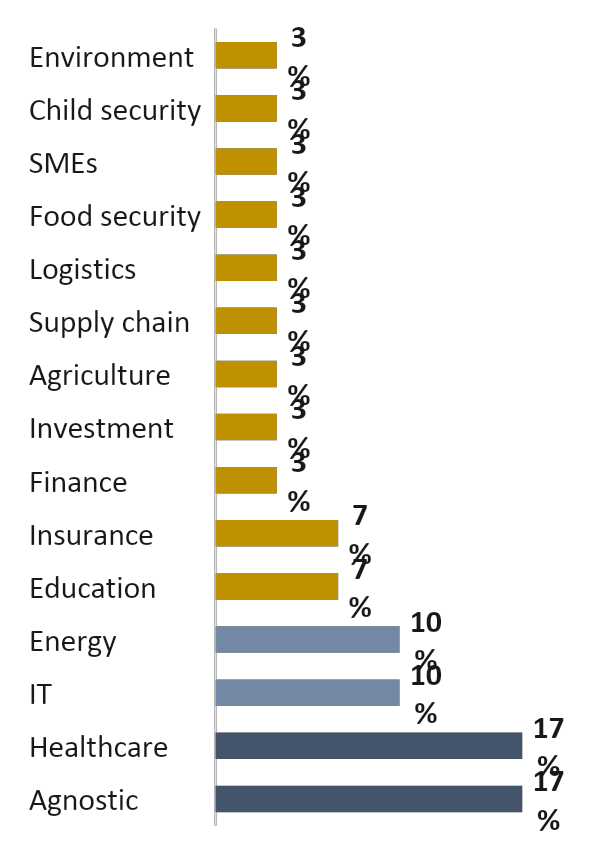 Environment 3
%
Child security 3
%
SMEs 3
%
Food security 3
%
Logistics 3
%
Supply chain 3
%
Agriculture 3
%
Investment 3
%
Finance 3
%
Insurance 7
%
Education 7
%
Energy 10
%
IT 10
%
Healthcare 17
%
Agnostic 17
%